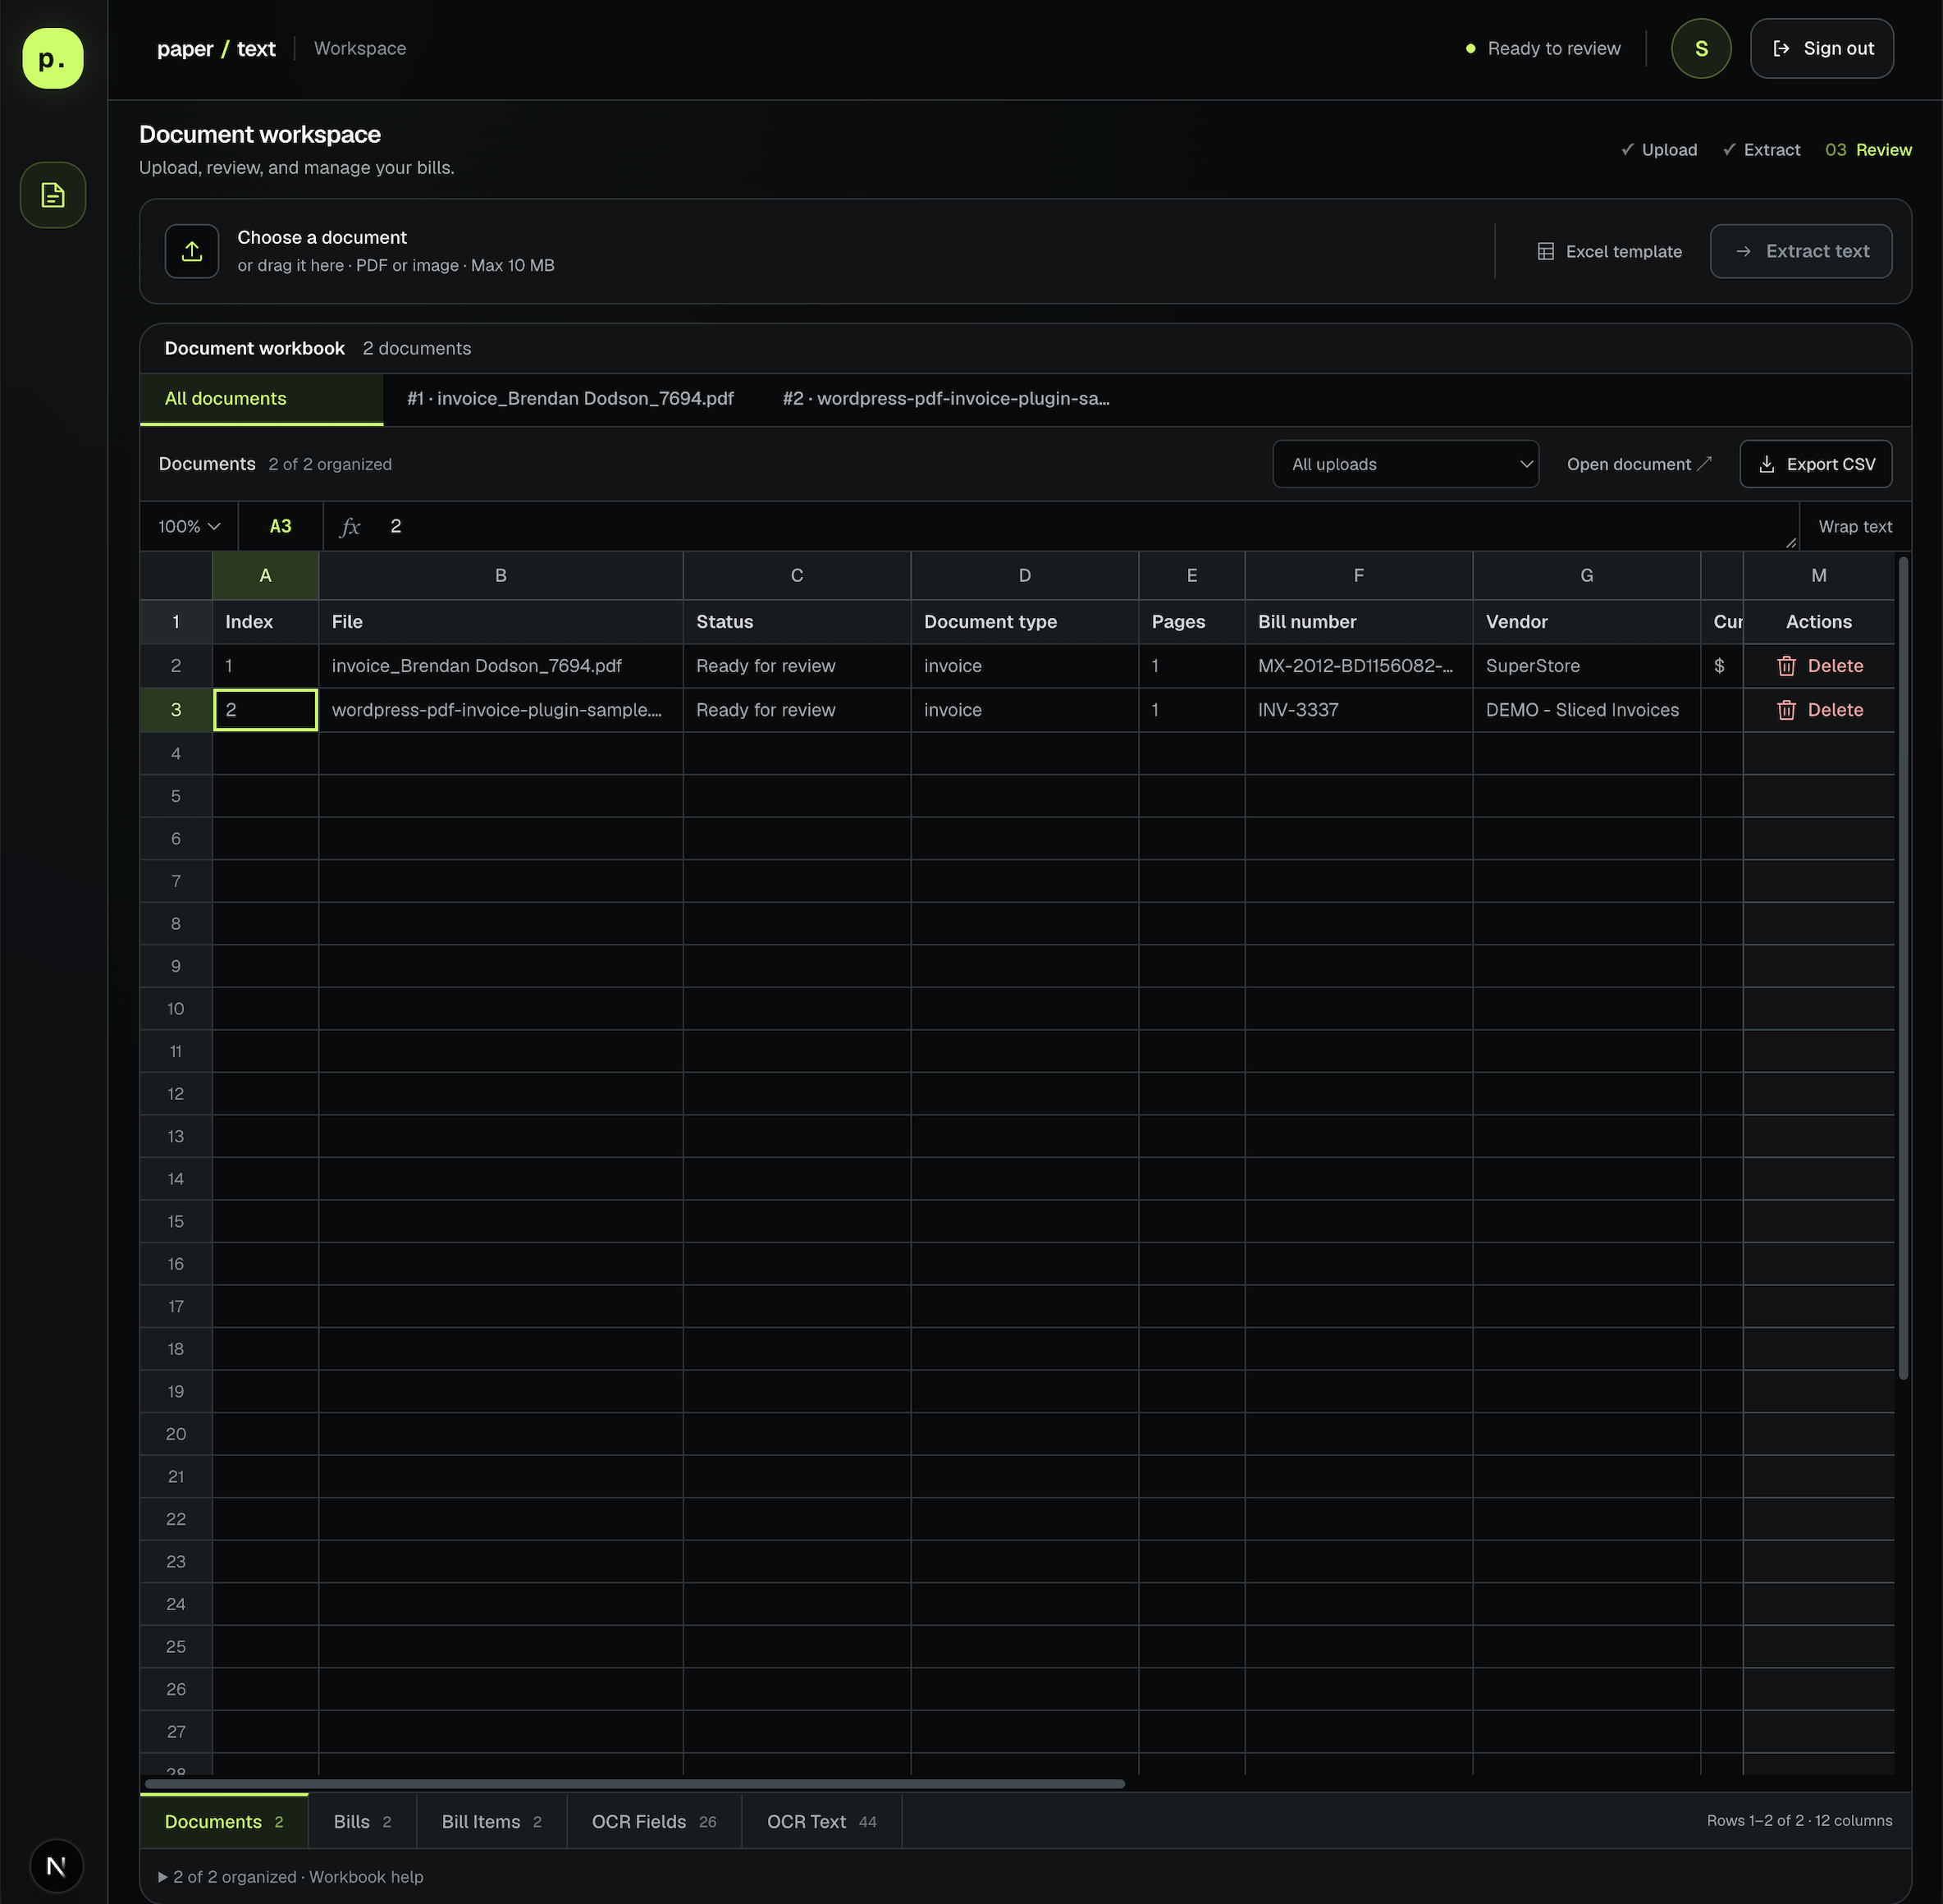 p.
paper / text Workspace Ready to review S Sign out
Document workspace
Upload, review, and manage your bills.
✓ Upload ✓ Extract 03 Review
Choose a document
or drag it here · PDF or image · Max 10 MB
Excel template → Extract text
Document workbook 2 documents
All documents #1 · invoice_Brendan Dodson_7694.pdf #2 · wordpress-pdf-invoice-plugin-sa...
Documents 2 of 2 organized All uploads Open document Export CSV
100% A3 fx 2 Wrap text
A B C D E F G M
1 Index File Status Document type Pages Bill number Vendor Cur Actions
2 1 invoice_Brendan Dodson_7694.pdf Ready for review invoice 1 MX-2012-BD1156082-... SuperStore $ Delete
3 2 wordpress-pdf-invoice-plugin-sample.... Ready for review invoice 1 INV-3337 DEMO - Sliced Invoices Delete
4
5
6
7
8
9
10
11
12
13
14
15
16
17
18
19
20
21
22
23
24
25
26
27
28
Documents 2 Bills 2 Bill Items 2 OCR Fields 26 OCR Text 44 Rows 1–2 of 2 · 12 columns
N
2 of 2 organized · Workbook help